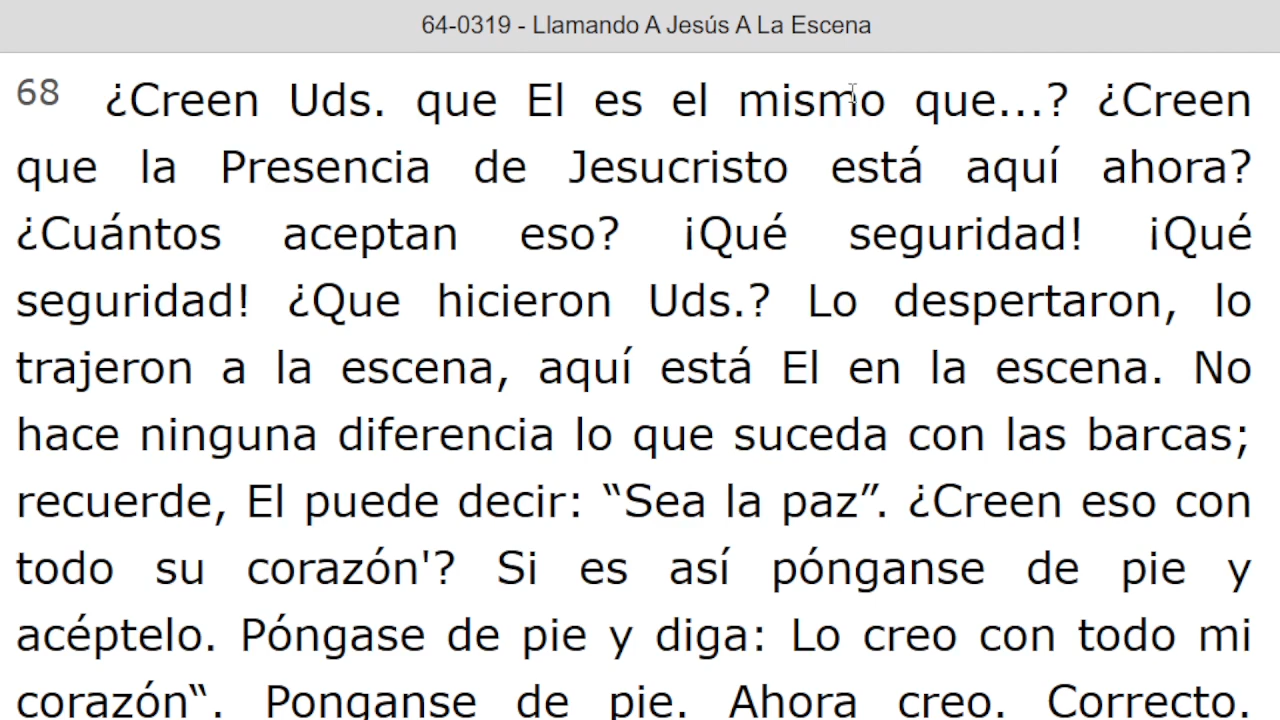 64-0319 - Llamando A Jesús A La Escena
68 ¿Creen Uds. que El es el mismo que...? ¿Creen
que la Presencia de Jesucristo está aquí ahora?
¿Cuántos aceptan eso? ¡Qué seguridad! ¡Qué
seguridad! ¿Que hicieron Uds.? Lo despertaron, lo
trajeron a la escena, aquí está El en la escena. No
hace ninguna diferencia lo que suceda con las barcas;
recuerde, El puede decir: “Sea la paz”. ¿Creen eso con
todo su corazón'? Si es así pónganse de pie y
acéptelo. Póngase de pie y diga: Lo creo con todo mi
corazón“. Ponganse de pie. Ahora creo. Correcto.